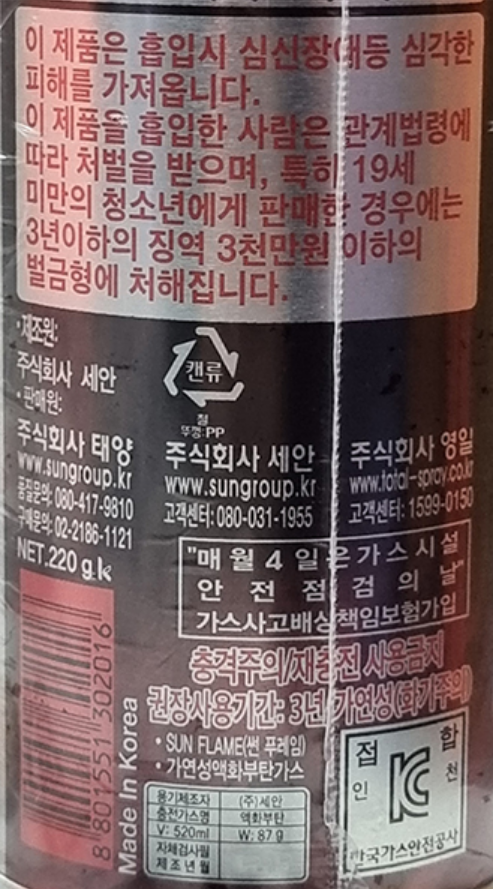 이 제품은 흡입시 심신장애등 심각한
피해를 가져옵니다.
이 제품을 흡입한 사람은 관계법령에
따라 처벌을 받으며, 특히 19세
미만의 청소년에게 판매한 경우에는
3년이하의 징역 3천만원 이하의
벌금형에 처해집니다.
•제조원:
주식회사 세안
•판매원:
주식회사 태양
www.sungroup.kr
품질문의: 080-417-9810
구매문의: 02-2186-1121
NET.220 g
캔류
철
뚜껑:PP
주식회사 세안
www.sungroup.kr
고객센터: 080-031-1955
주식회사 영일
www.total-spray.co.kr
고객센터: 1599-0150
"매 월 4 일은 가스시설
안 전 점 검 의 날"
가스사고배상책임보험가입
충격주의/재충전 사용금지
권장사용기간: 3년/가연성(화기주의)
• SUN FLAME(썬 푸레임)
• 가연성액화부탄가스
8 801551 302016
Made In Korea
용기제조자 (주)세안
충전가스명 액화부탄
V: 520ml W: 87 g
자체검사필
제 조 년 월
접 합
인 천
KC
한국가스안전공사